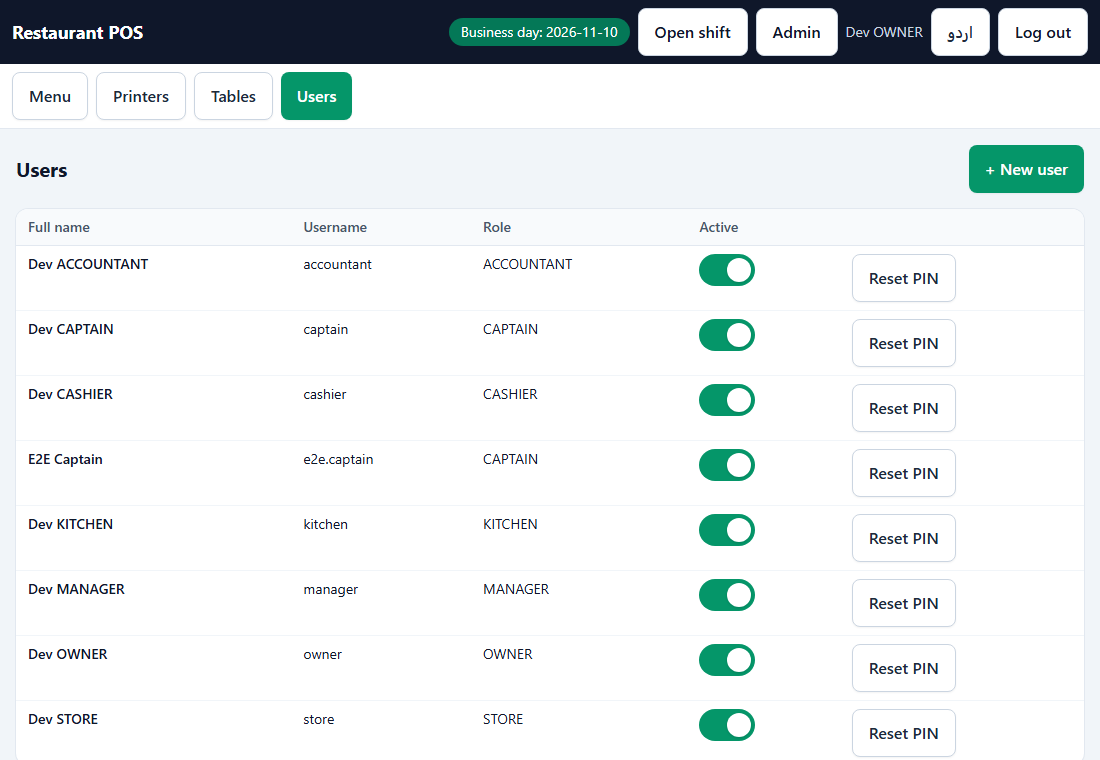 Restaurant POS Business day: 2026-11-10 Open shift Admin Dev OWNER اردو Log out
Menu Printers Tables Users
Users + New user
Full name Username Role Active
Dev ACCOUNTANT accountant ACCOUNTANT Reset PIN
Dev CAPTAIN captain CAPTAIN Reset PIN
Dev CASHIER cashier CASHIER Reset PIN
E2E Captain e2e.captain CAPTAIN Reset PIN
Dev KITCHEN kitchen KITCHEN Reset PIN
Dev MANAGER manager MANAGER Reset PIN
Dev OWNER owner OWNER Reset PIN
Dev STORE store STORE Reset PIN